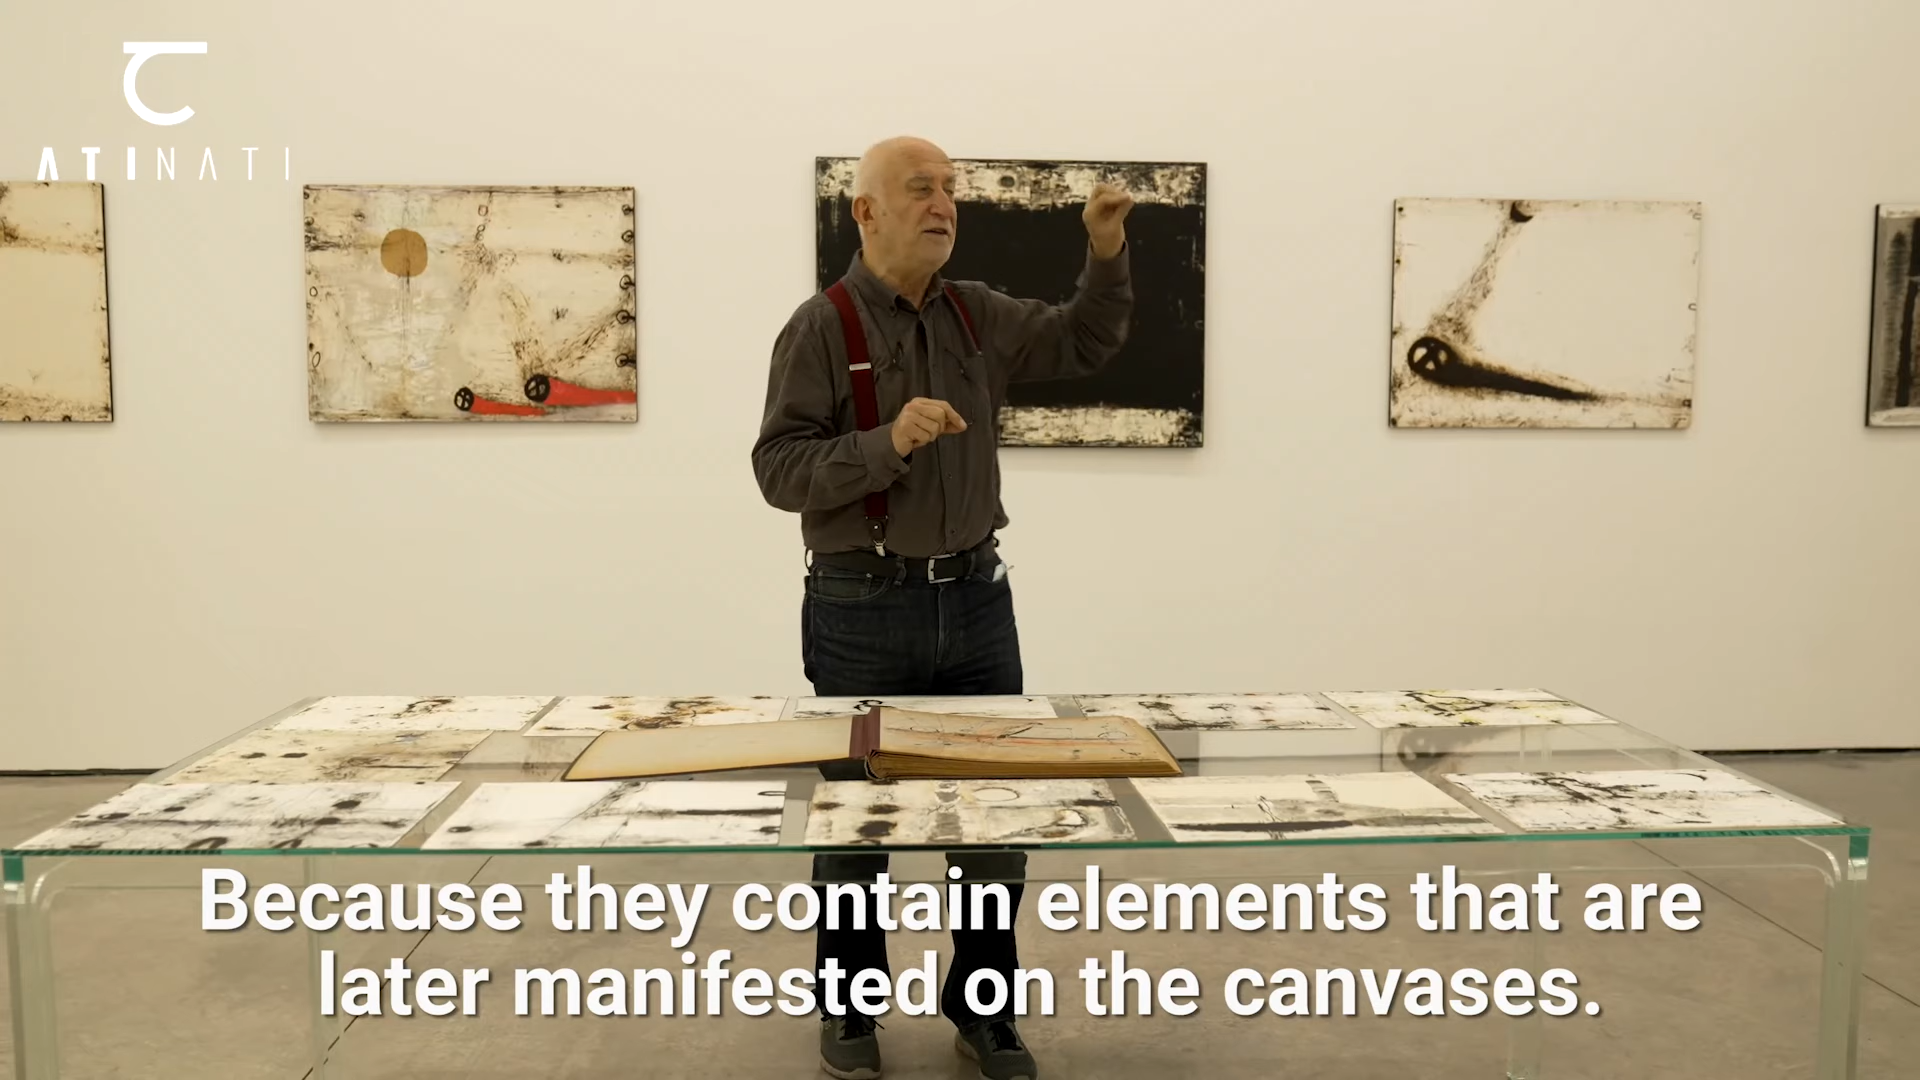 ATINATI
Because they contain elements that are
later manifested on the canvases.